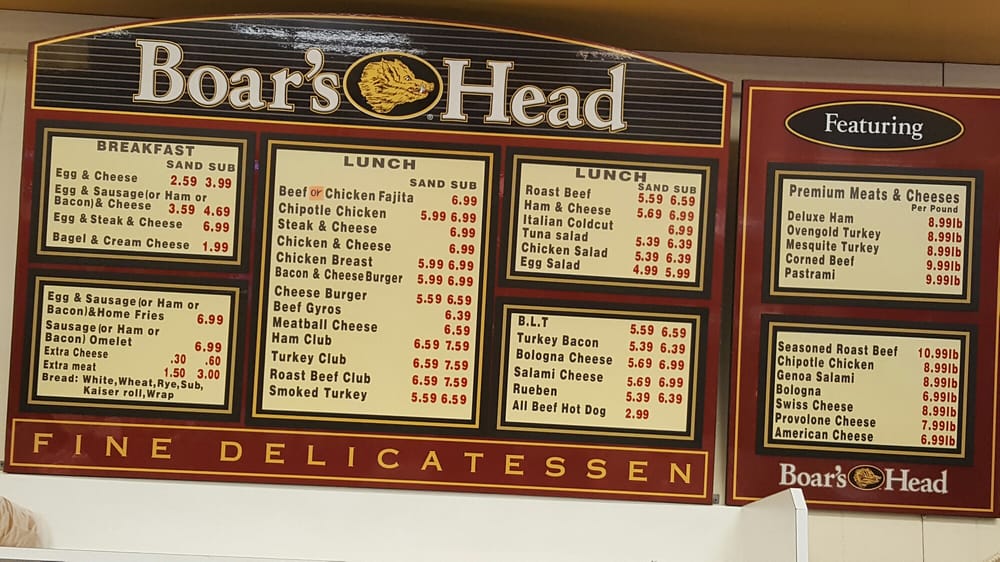 Boar's Head
®
BREAKFAST
SAND SUB
Egg & Cheese 2.59 3.99
Egg & Sausage(or Ham or
Bacon)& Cheese 3.59 4.69
Egg & Steak & Cheese 6.99
Bagel & Cream Cheese 1.99
Egg & Sausage(or Ham or
Bacon)&Home Fries 6.99
Sausage(or Ham or
Bacon) Omelet 6.99
Extra Cheese .30 .60
Extra meat 1.50 3.00
Bread: White,Wheat,Rye,Sub,
Kaiser roll,Wrap
LUNCH
SAND SUB
Beef or Chicken Fajita 6.99
Chipotle Chicken 5.99 6.99
Steak & Cheese 6.99
Chicken & Cheese 6.99
Chicken Breast 5.99 6.99
Bacon & CheeseBurger 5.99 6.99
Cheese Burger 5.59 6.59
Beef Gyros 6.39
Meatball Cheese 6.59
Ham Club 6.59 7.59
Turkey Club 6.59 7.59
Roast Beef Club 6.59 7.59
Smoked Turkey 5.59 6.59
LUNCH
SAND SUB
Roast Beef 5.59 6.59
Ham & Cheese 5.69 6.99
Italian Coldcut 6.99
Tuna salad 5.39 6.39
Chicken Salad 5.39 6.39
Egg Salad 4.99 5.99
B.L.T 5.59 6.59
Turkey Bacon 5.39 6.39
Bologna Cheese 5.69 6.99
Salami Cheese 5.69 6.99
Rueben 5.39 6.39
All Beef Hot Dog 2.99
FINE DELICATESSEN
Featuring
Premium Meats & Cheeses
Per Pound
Deluxe Ham 8.99lb
Ovengold Turkey 8.99lb
Mesquite Turkey 8.99lb
Corned Beef 9.99lb
Pastrami 9.99lb
Seasoned Roast Beef 10.99lb
Chipotle Chicken 8.99lb
Genoa Salami 8.99lb
Bologna 6.99lb
Swiss Cheese 8.99lb
Provolone Cheese 7.99lb
American Cheese 6.99lb
Boar's Head